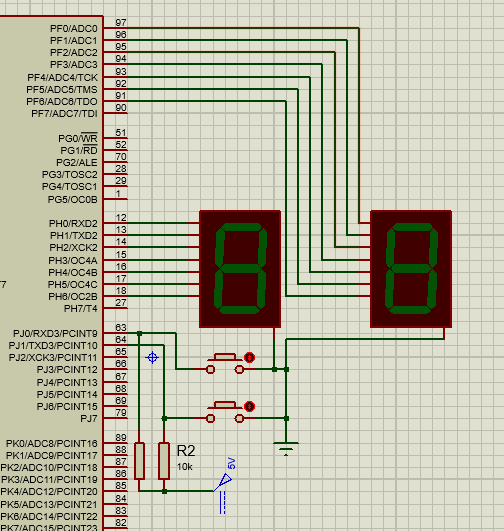 PF0/ADC0 97
PF1/ADC1 96
PF2/ADC2 95
PF3/ADC3 94
PF4/ADC4/TCK 93
PF5/ADC5/TMS 92
PF6/ADC6/TDO 91
PF7/ADC7/TDI 90
PG0/WR 51
PG1/RD 52
PG2/ALE 70
PG3/TOSC2 28
PG4/TOSC1 29
PG5/OC0B 1
PH0/RXD2 12
PH1/TXD2 13
PH2/XCK2 14
PH3/OC4A 15
PH4/OC4B 16
PH5/OC4C 17
PH6/OC2B 18
7 PH7/T4 27
PJ0/RXD3/PCINT9 63
PJ1/TXD3/PCINT10 64
PJ2/XCK3/PCINT11 65
PJ3/PCINT12 66
PJ4/PCINT13 67
PJ5/PCINT14 68
PJ6/PCINT15 69
PJ7 79
PK0/ADC8/PCINT16 89
PK1/ADC9/PCINT17 88
PK2/ADC10/PCINT18 87
PK3/ADC11/PCINT19 86
PK4/ADC12/PCINT20 85
PK5/ADC13/PCINT21 84
PK6/ADC14/PCINT22 83
PK7/ADC15/PCINT23 82
R2
10k
5V